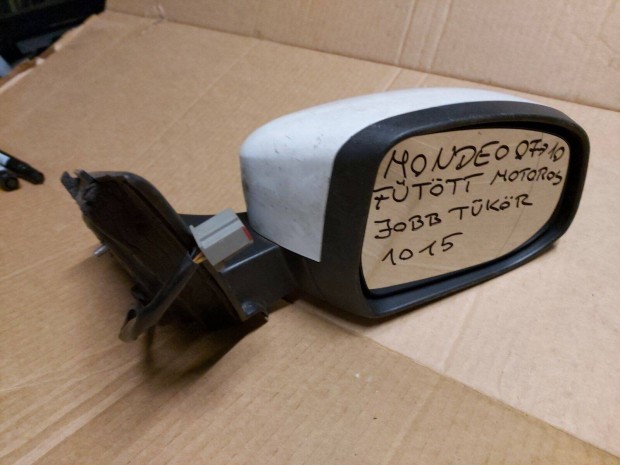 MONDEO 07->10
FŰTÖTT MOTOROS
JOBB TÜKÖR
1015